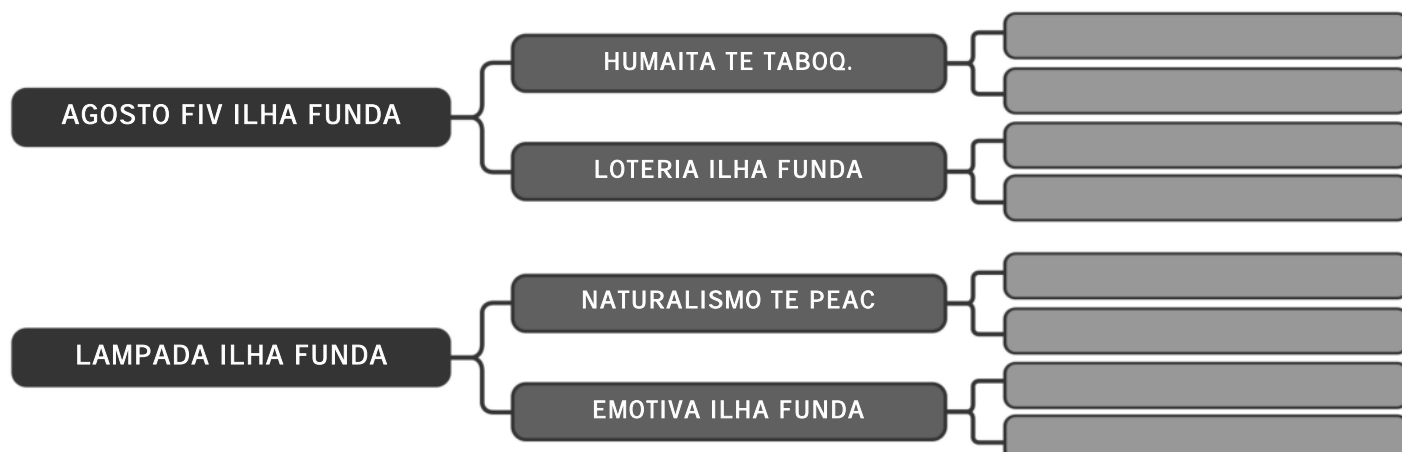 HUMAITA TE TABOQ.
AGOSTO FIV ILHA FUNDA
LOTERIA ILHA FUNDA
NATURALISMO TE PEAC
LAMPADA ILHA FUNDA
EMOTIVA ILHA FUNDA